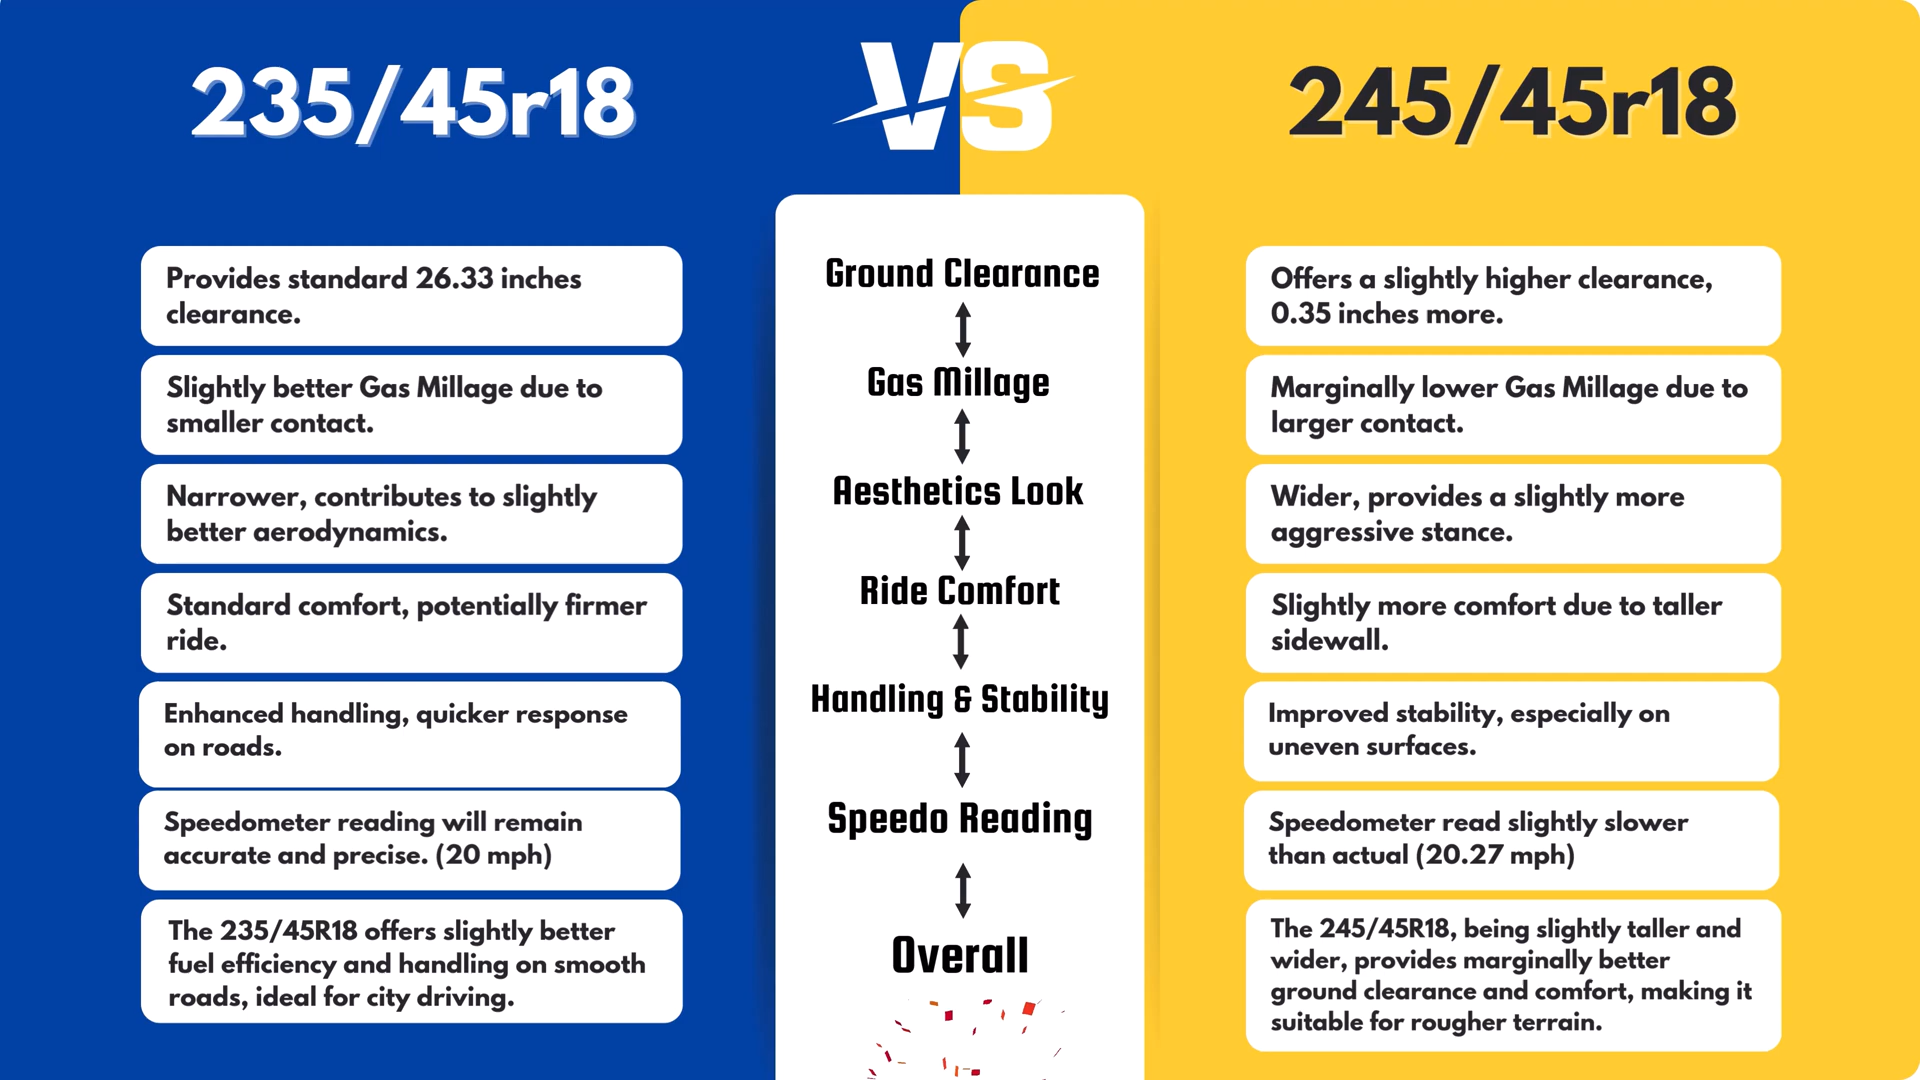 235/45r18
VS
245/45r18
Provides standard 26.33 inches
clearance.
Ground Clearance
Offers a slightly higher clearance,
0.35 inches more.
Slightly better Gas Millage due to
smaller contact.
Gas Millage
Marginally lower Gas Millage due to
larger contact.
Narrower, contributes to slightly
better aerodynamics.
Aesthetics Look
Wider, provides a slightly more
aggressive stance.
Standard comfort, potentially firmer
ride.
Ride Comfort
Slightly more comfort due to taller
sidewall.
Enhanced handling, quicker response
on roads.
Handling & Stability
Improved stability, especially on
uneven surfaces.
Speedometer reading will remain
accurate and precise. (20 mph)
Speedo Reading
Speedometer read slightly slower
than actual (20.27 mph)
The 235/45R18 offers slightly better
fuel efficiency and handling on smooth
roads, ideal for city driving.
Overall
The 245/45R18, being slightly taller and
wider, provides marginally better
ground clearance and comfort, making it
suitable for rougher terrain.